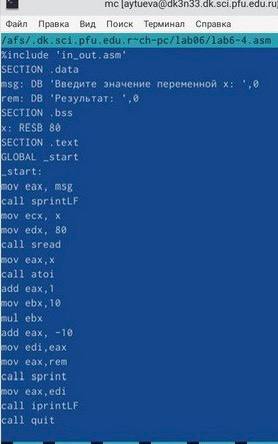 mc [aytueva@dk3n33.dk.sci.pfu.edu.ru]
Файл Правка Вид Поиск Терминал Справка
/afs/.dk.sci.pfu.edu.r~ch-pc/lab06/lab6-4.asm
%include 'in_out.asm'
SECTION .data
msg: DB 'Введите значение переменной x: ',0
rem: DB 'Результат: ',0
SECTION .bss
x: RESB 80
SECTION .text
GLOBAL _start
_start:
mov eax, msg
call sprintLF
mov ecx, x
mov edx, 80
call sread
mov eax,x
call atoi
add eax,1
mov ebx,10
mul ebx
add eax, -10
mov edi,eax
mov eax,rem
call sprint
mov eax,edi
call iprintLF
call quit